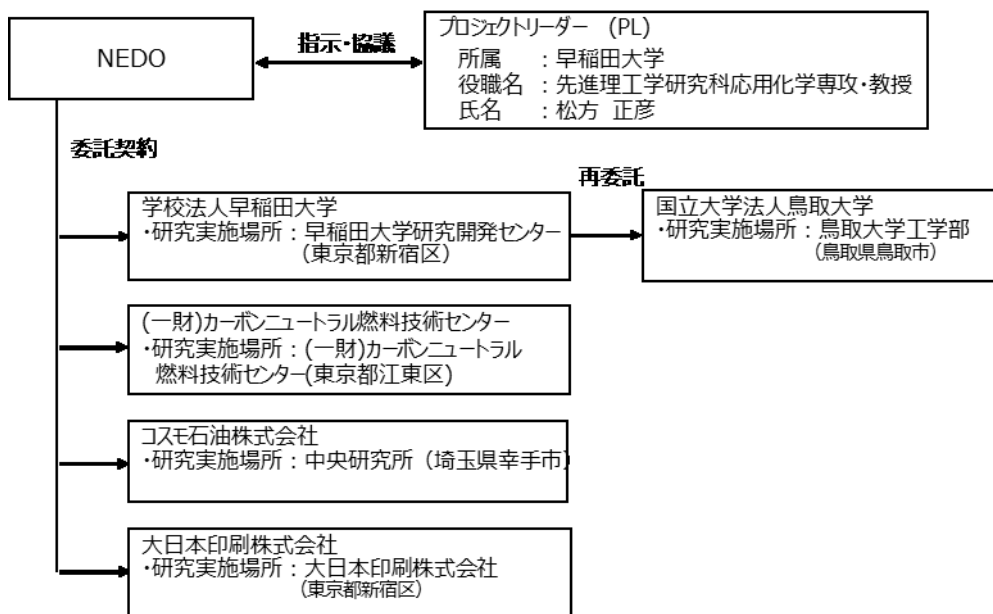 NEDO
指示・協議
プロジェクトリーダー (PL)
所属 ：早稲田大学
役職名 ：先進理工学研究科応用化学専攻・教授
氏名 ：松方 正彦
委託契約
学校法人早稲田大学
・研究実施場所：早稲田大学研究開発センター
(東京都新宿区)
再委託
国立大学法人鳥取大学
・研究実施場所：鳥取大学工学部
(鳥取県鳥取市)
(一財)カーボンニュートラル燃料技術センター
・研究実施場所：(一財)カーボンニュートラル
燃料技術センター(東京都江東区)
コスモ石油株式会社
・研究実施場所：中央研究所（埼玉県幸手市）
大日本印刷株式会社
・研究実施場所：大日本印刷株式会社
(東京都新宿区)